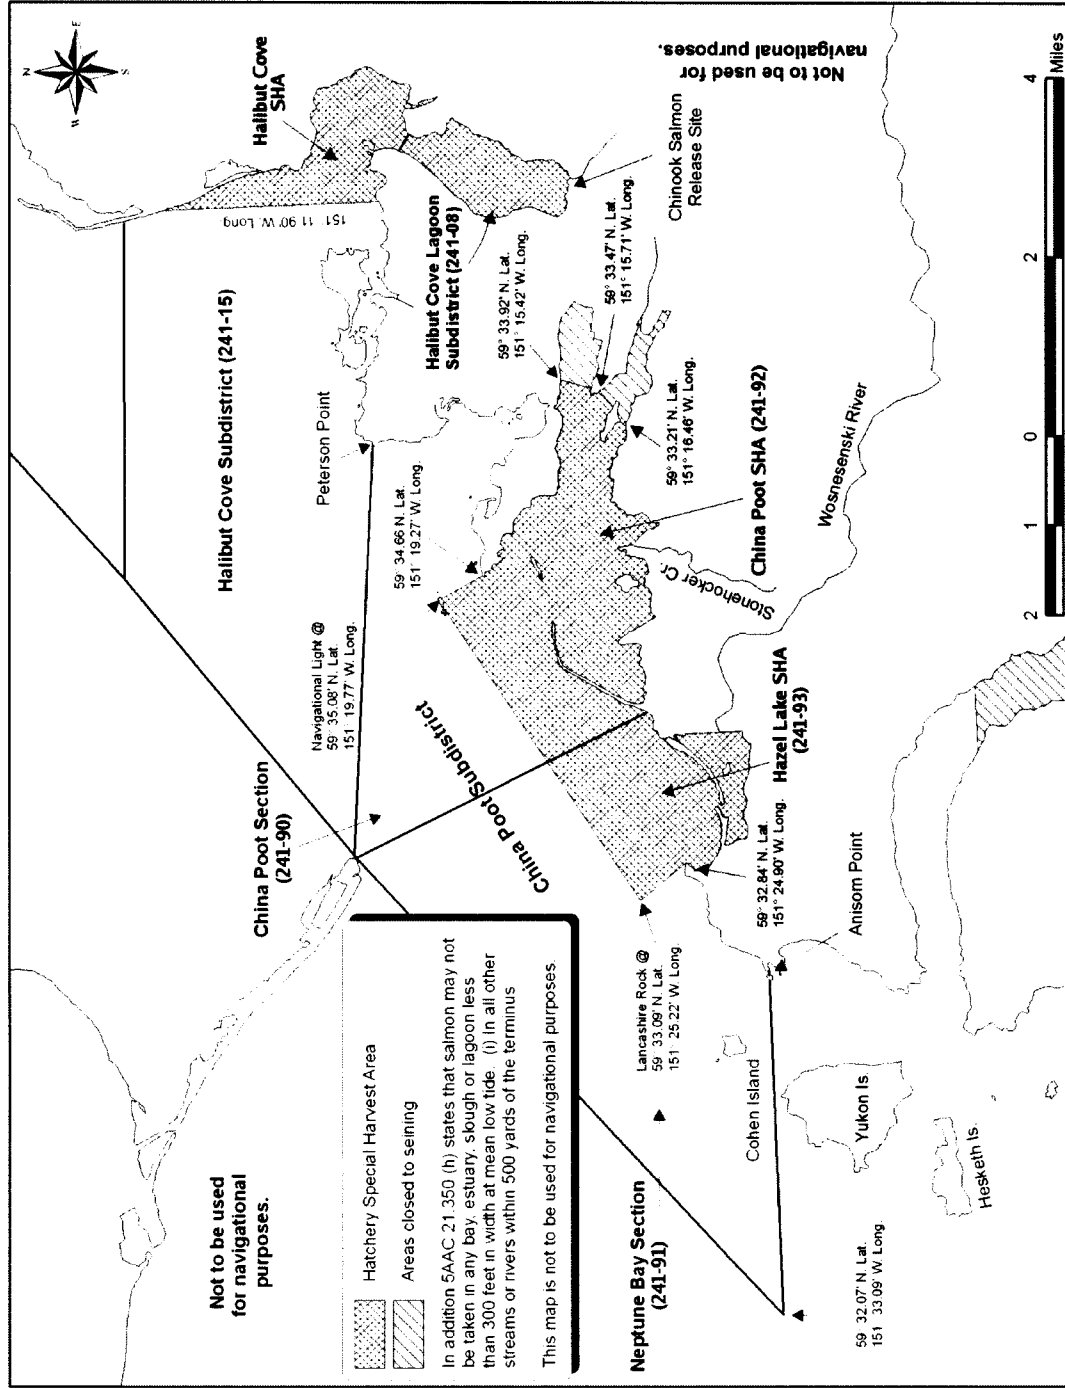 N
E
S
W
Halibut Cove
SHA
Not to be used for
navigational purposes.
Miles
4
2
0
1
2
Chinook Salmon
Release Site
151 11 90' W. Long.
Halibut Cove Lagoon
Subdistrict (241-08)
Halibut Cove Subdistrict (241-15)
59° 33.92' N. Lat.
151° 15.42' W. Long.
59° 33.47' N. Lat.
151° 15.71' W. Long.
59° 33.21' N. Lat.
151° 16.46' W. Long.
Peterson Point
China Poot SHA (241-92)
Wosnesenski River
59 34.66 N. Lat.
151 19.27' W. Long.
Stonehocker Cr.
Navigational Light @
59 35.08' N. Lat.
151 19.77' W. Long.
China Poot Subdistrict
Hazel Lake SHA
(241-93)
China Poot Section
(241-90)
59° 32.84' N. Lat.
151° 24.90' W. Long.
Anisom Point
Lancashire Rock @
59 33.09' N. Lat.
151 25.22' W. Long.
Cohen Island
Yukon Is.
Hesketh Is.
Neptune Bay Section
(241-91)
59 32.07' N. Lat.
151 33.09' W. Long.
Not to be used
for navigational
purposes.
Hatchery Special Harvest Area
Areas closed to seining
In addition 5AAC 21.350 (h) states that salmon may not
be taken in any bay, estuary, slough or lagoon less
than 300 feet in width at mean low tide. (i) In all other
streams or rivers within 500 yards of the terminus
This map is not to be used for navigational purposes.